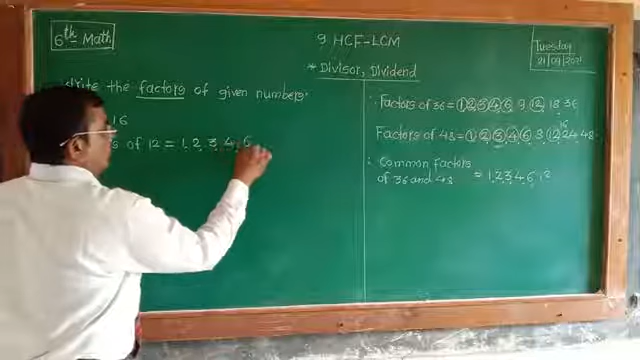 6th Math
9 HCF-LCM
Tuesday
21/09/2021
* Divisor, Dividend
Write the factors of given numbers.
16
s of 12 = 1, 2, 3, 4, 6
∴ Factors of 36 = 1 2 3 4 6 9 12 18 36
Factors of 48 = 1 2 3 4 6 8 12 16 24 48
∴ Common factors
of 36 and 48 = 1, 2, 3, 4, 6, 12